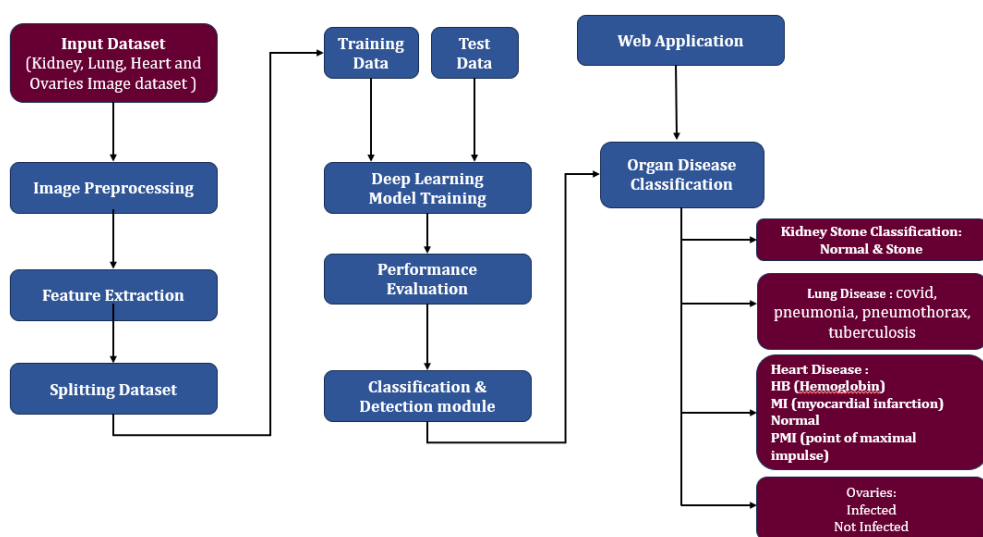 Input Dataset
(Kidney, Lung, Heart and
Ovaries Image dataset )
Image Preprocessing
Feature Extraction
Splitting Dataset
Training
Data
Test
Data
Deep Learning
Model Training
Performance
Evaluation
Classification &
Detection module
Web Application
Organ Disease
Classification
Kidney Stone Classification:
Normal & Stone
Lung Disease : covid,
pneumonia, pneumothorax,
tuberculosis
Heart Disease :
HB (Hemoglobin)
MI (myocardial infarction)
Normal
PMI (point of maximal
impulse)
Ovaries:
Infected
Not Infected